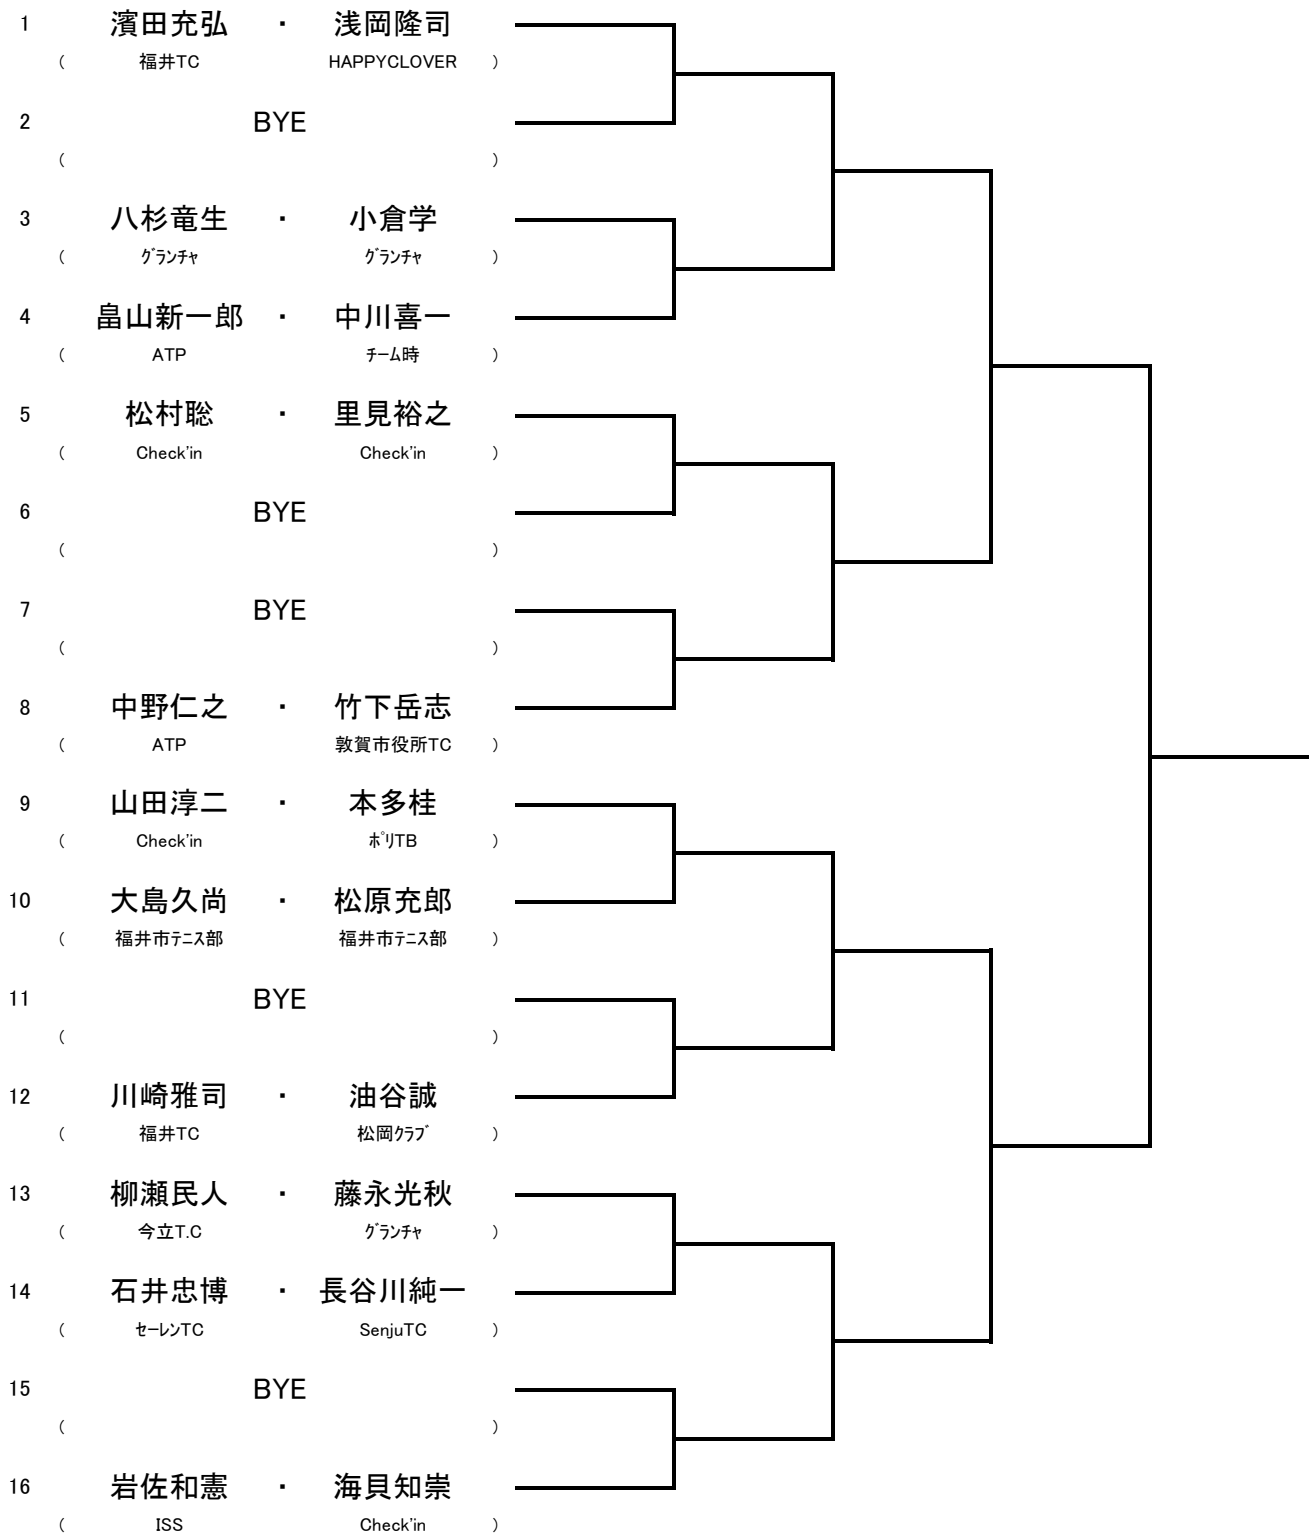 1 濱田充弘 ・ 浅岡隆司
( 福井TC HAPPYCLOVER )
2 BYE
( )
3 八杉竜生 ・ 小倉学
( ｸﾞﾗﾝﾁｬ ｸﾞﾗﾝﾁｬ )
4 畠山新一郎 ・ 中川喜一
( ATP ﾁｰﾑ時 )
5 松村聡 ・ 里見裕之
( Check'in Check'in )
6 BYE
( )
7 BYE
( )
8 中野仁之 ・ 竹下岳志
( ATP 敦賀市役所TC )
9 山田淳二 ・ 本多桂
( Check'in ﾎﾟﾘTB )
10 大島久尚 ・ 松原充郎
( 福井市ﾃﾆｽ部 福井市ﾃﾆｽ部 )
11 BYE
( )
12 川崎雅司 ・ 油谷誠
( 福井TC 松岡ｸﾗﾌﾞ )
13 柳瀬民人 ・ 藤永光秋
( 今立T.C ｸﾞﾗﾝﾁｬ )
14 石井忠博 ・ 長谷川純一
( ｾｰﾚﾝTC SenjuTC )
15 BYE
( )
16 岩佐和憲 ・ 海貝知崇
( ISS Check'in )